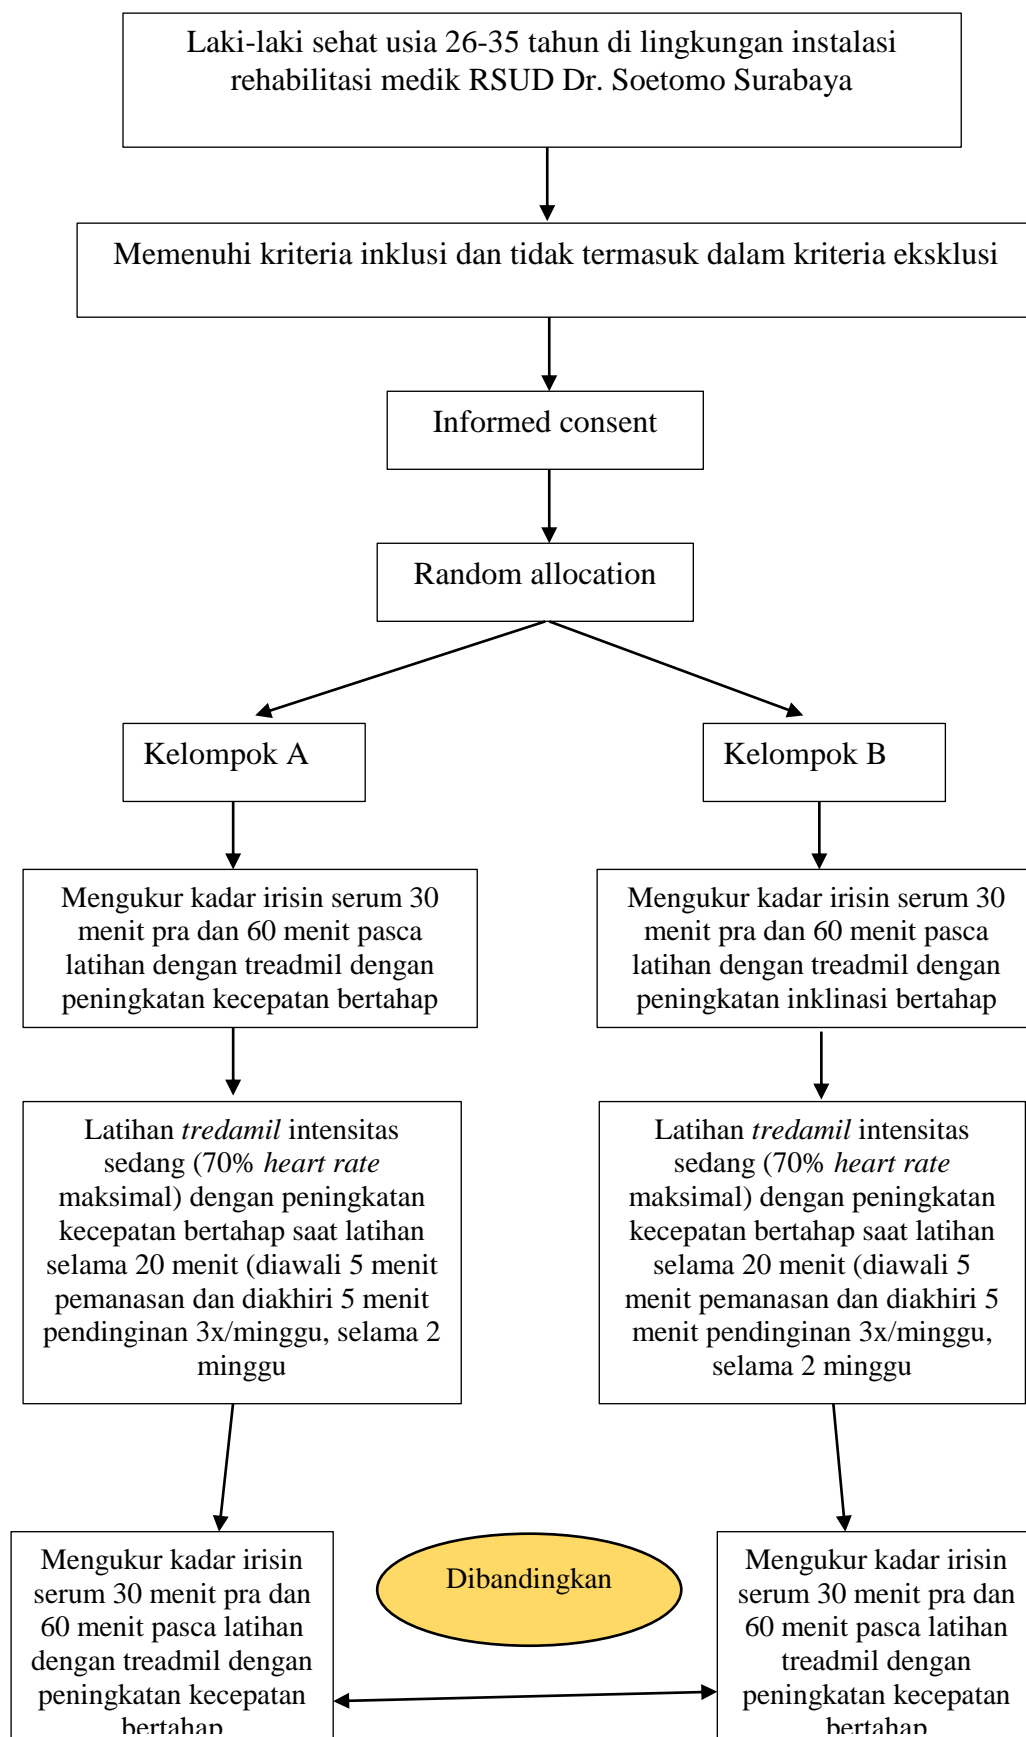 Laki-laki sehat usia 26-35 tahun di lingkungan instalasi
rehabilitasi medik RSUD Dr. Soetomo Surabaya
Memenuhi kriteria inklusi dan tidak termasuk dalam kriteria eksklusi
Informed consent
Random allocation
Kelompok A
Kelompok B
Mengukur kadar irisin serum 30
menit pra dan 60 menit pasca
latihan dengan treadmil dengan
peningkatan kecepatan bertahap
Mengukur kadar irisin serum 30
menit pra dan 60 menit pasca
latihan dengan treadmil dengan
peningkatan inklinasi bertahap
Latihan tredamil intensitas
sedang (70% heart rate
maksimal) dengan peningkatan
kecepatan bertahap saat latihan
selama 20 menit (diawali 5 menit
pemanasan dan diakhiri 5 menit
pendinginan 3x/minggu, selama 2
minggu
Latihan tredamil intensitas
sedang (70% heart rate
maksimal) dengan peningkatan
kecepatan bertahap saat latihan
selama 20 menit (diawali 5
menit pemanasan dan diakhiri 5
menit pendinginan 3x/minggu,
selama 2 minggu
Mengukur kadar irisin
serum 30 menit pra dan
60 menit pasca latihan
dengan treadmil dengan
peningkatan kecepatan
bertahap
Dibandingkan
Mengukur kadar irisin
serum 30 menit pra dan
60 menit pasca latihan
treadmil dengan
peningkatan kecepatan
bertahap